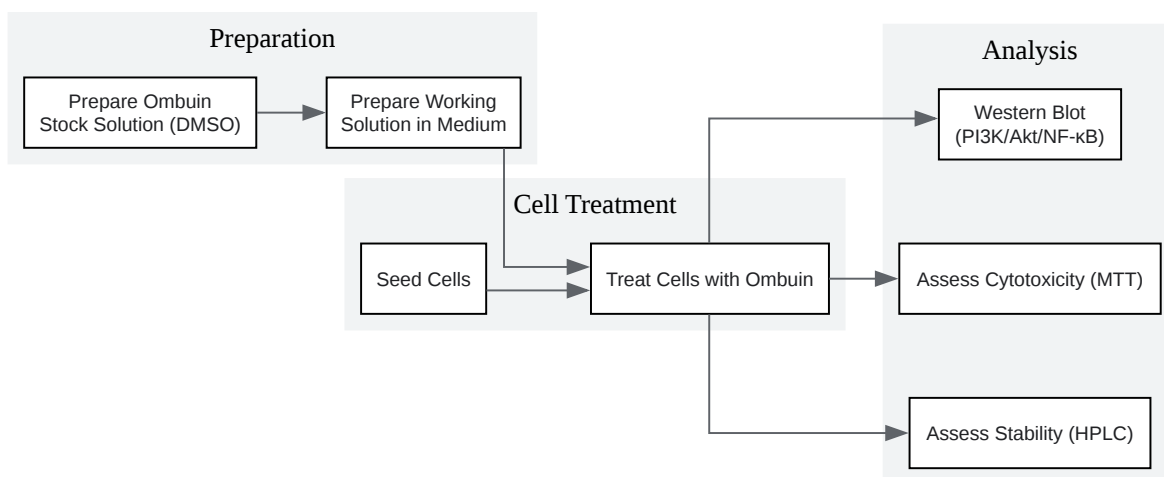 Preparation
Prepare Ombuin
Stock Solution (DMSO)
Prepare Working
Solution in Medium
Cell Treatment
Seed Cells
Treat Cells with Ombuin
Analysis
Western Blot
(PI3K/Akt/NF-κB)
Assess Cytotoxicity (MTT)
Assess Stability (HPLC)